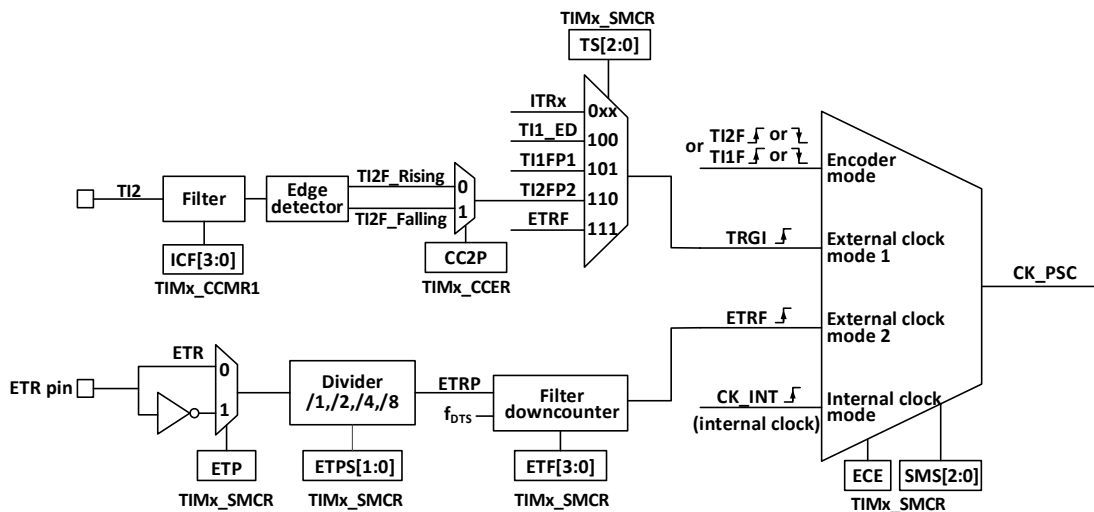 TIMx_SMCR
TS[2:0]
ITRx
0xx
TI1_ED
100
TI1FP1
101
TI2FP2
110
ETRF
111
TI2
Filter
ICF[3:0]
TIMx_CCMR1
Edge
detector
TI2F_Rising
TI2F_Falling
0
1
CC2P
TIMx_CCER
or TI2F or
TI1F or
Encoder
mode
TRGI
External clock
mode 1
ETRF
External clock
mode 2
CK_INT
(internal clock)
Internal clock
mode
CK_PSC
ECE
SMS[2:0]
TIMx_SMCR
ETR pin
ETR
0
1
ETP
TIMx_SMCR
Divider
/1,/2,/4,/8
ETPS[1:0]
TIMx_SMCR
ETRP
fDTS
Filter
downcounter
ETF[3:0]
TIMx_SMCR